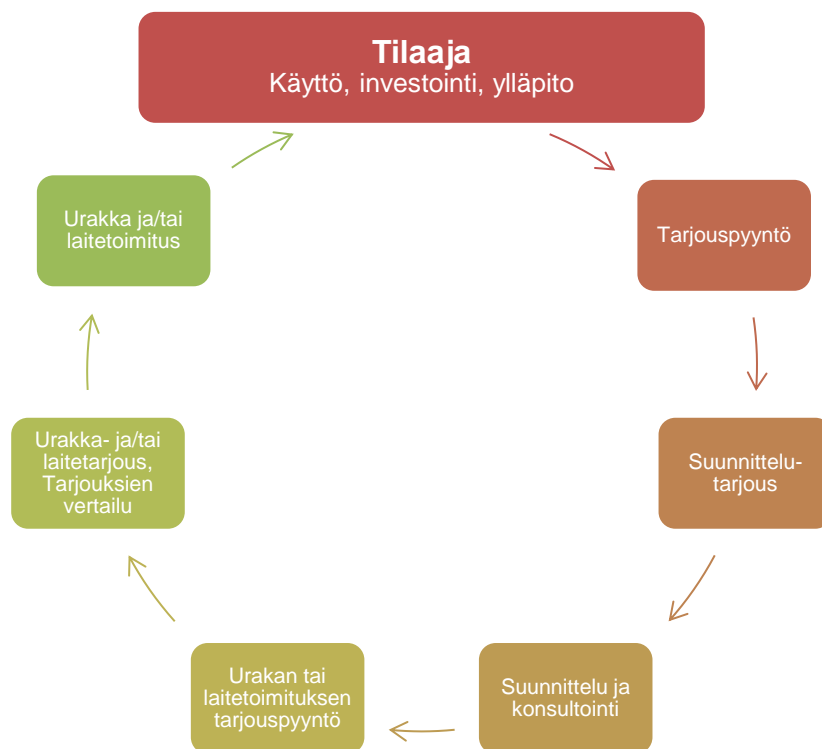 Tilaaja
Käyttö, investointi, ylläpito
Tarjouspyyntö
Suunnittelu-
tarjous
Suunnittelu ja
konsultointi
Urakan tai
laitetoimituksen
tarjouspyyntö
Urakka- ja/tai
laitetarjous,
Tarjouksien
vertailu
Urakka ja/tai
laitetoimitus